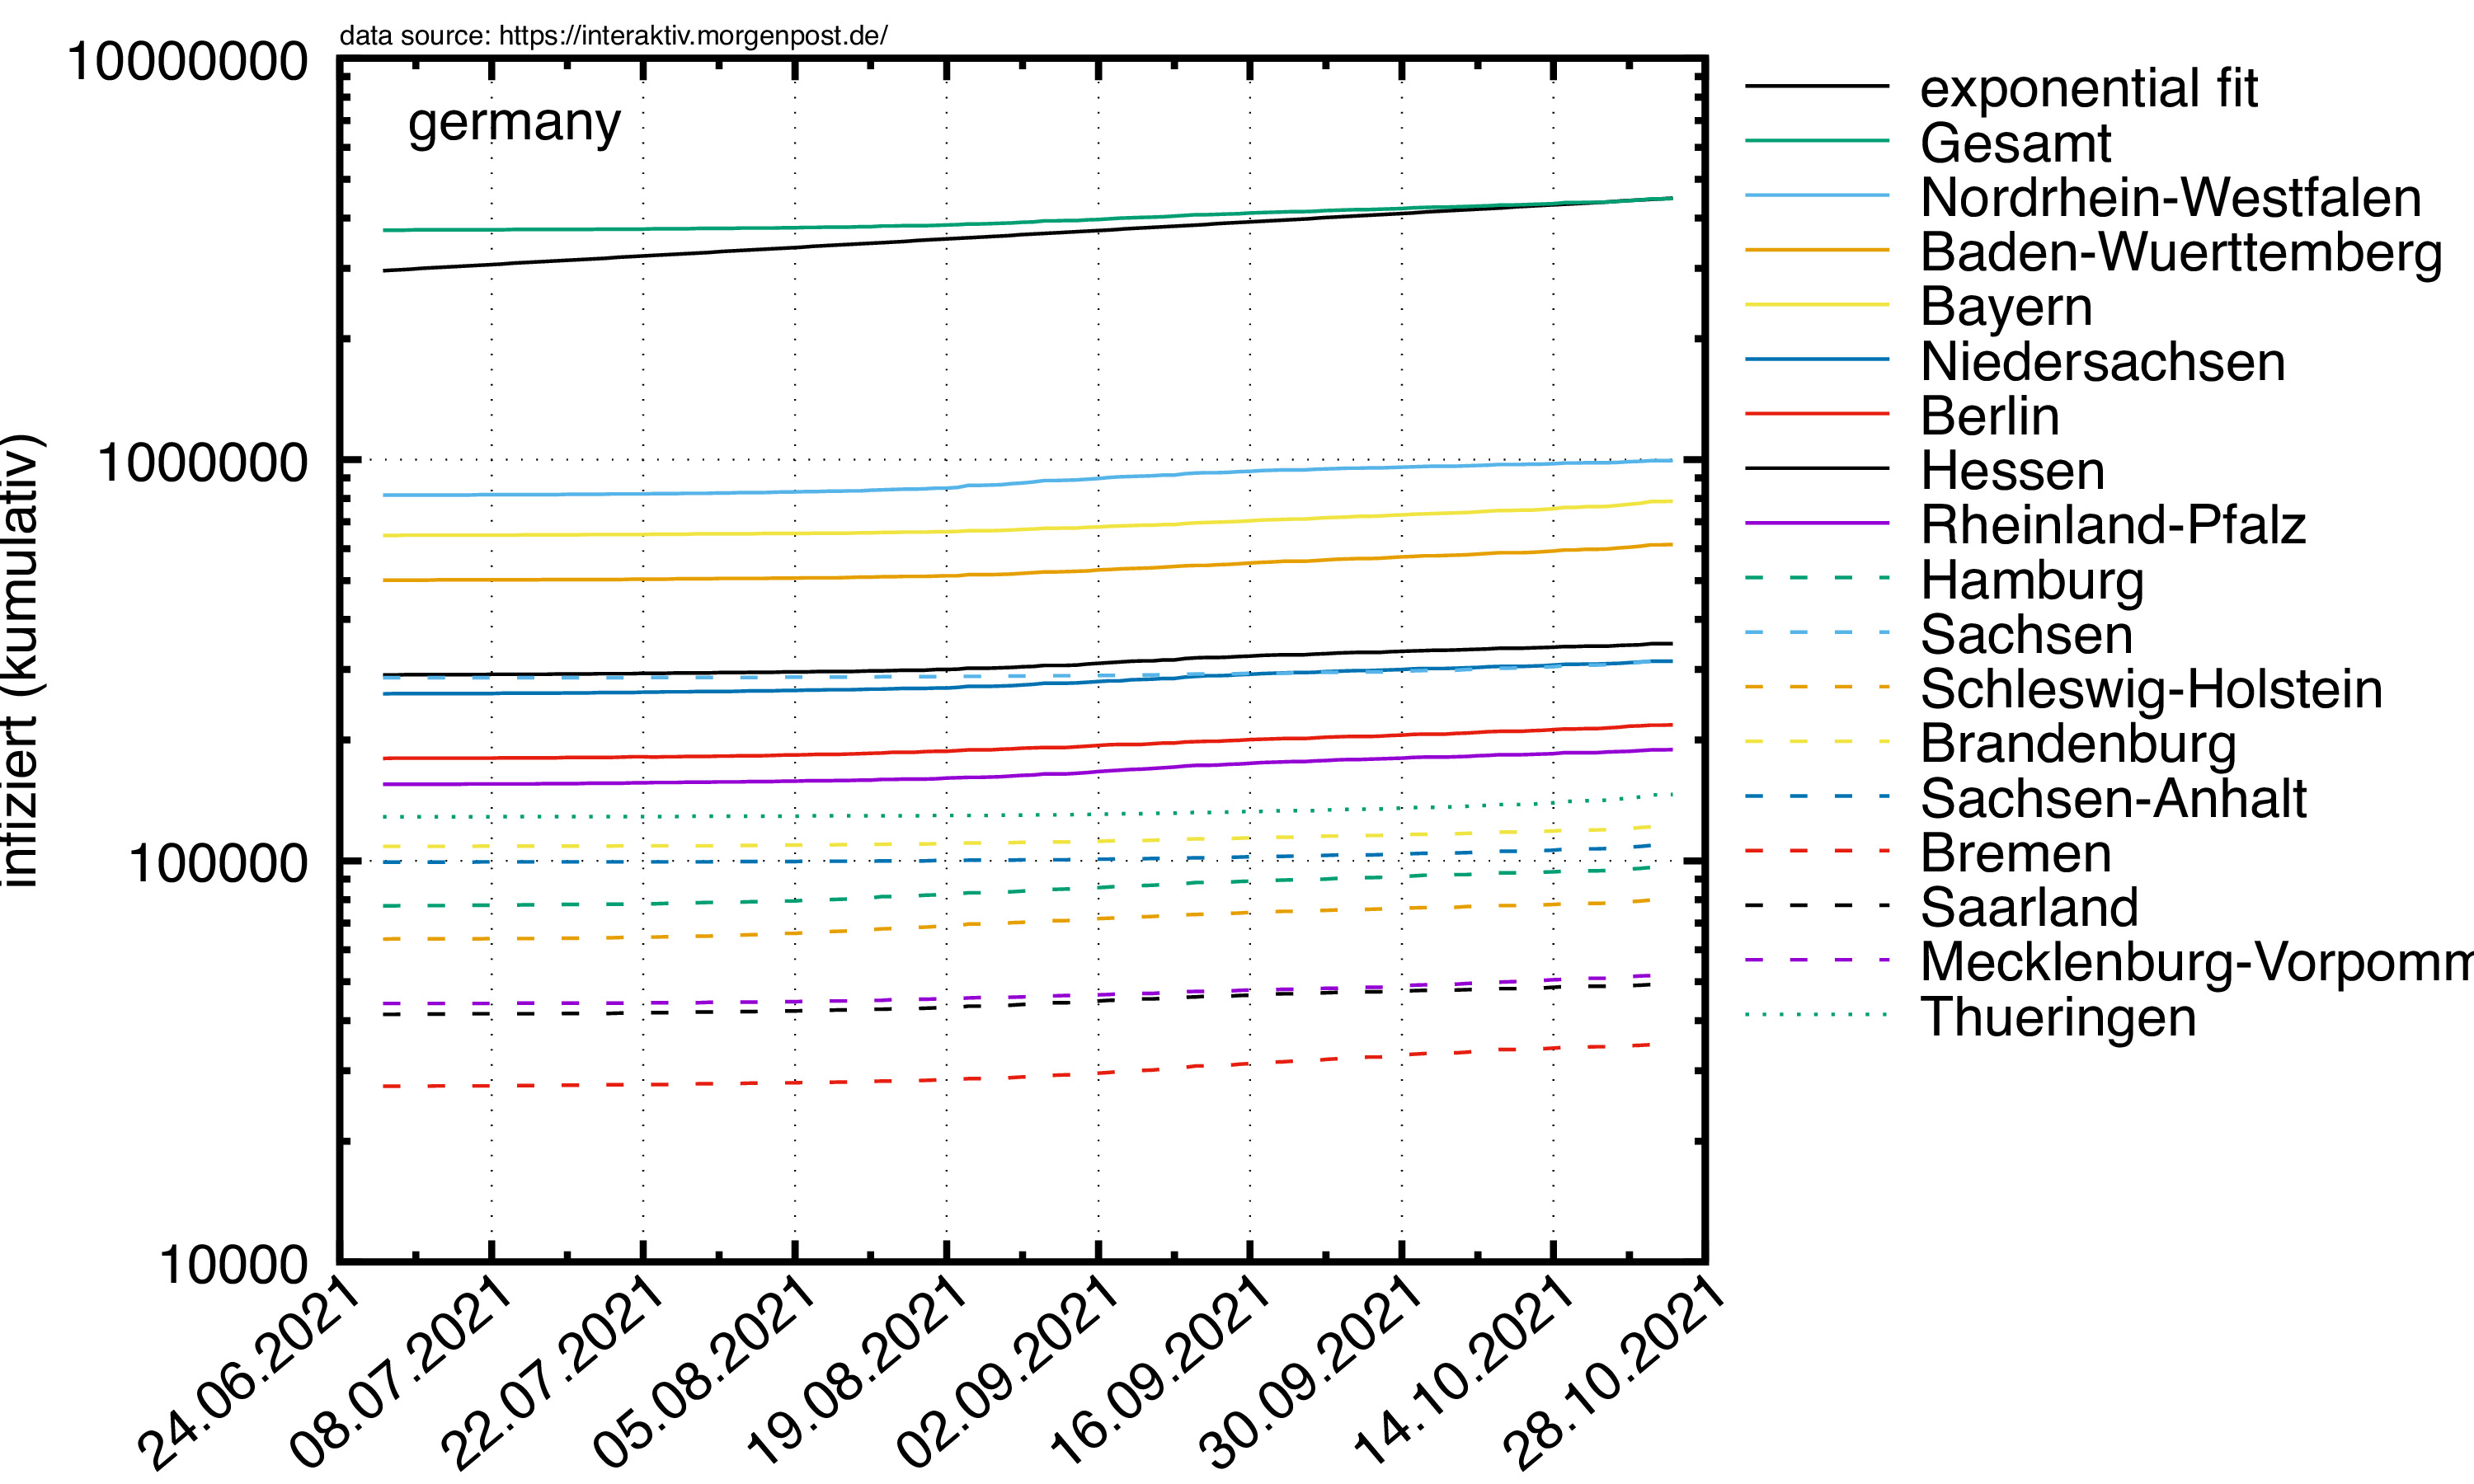 data source: https://interaktiv.morgenpost.de/
germany
infiziert (kumulativ)
10000000
1000000
100000
10000
24.06.2021
08.07.2021
22.07.2021
05.08.2021
19.08.2021
02.09.2021
16.09.2021
30.09.2021
14.10.2021
28.10.2021
exponential fit
Gesamt
Nordrhein-Westfalen
Baden-Wuerttemberg
Bayern
Niedersachsen
Berlin
Hessen
Rheinland-Pfalz
Hamburg
Sachsen
Schleswig-Holstein
Brandenburg
Sachsen-Anhalt
Bremen
Saarland
Mecklenburg-Vorpomm
Thueringen